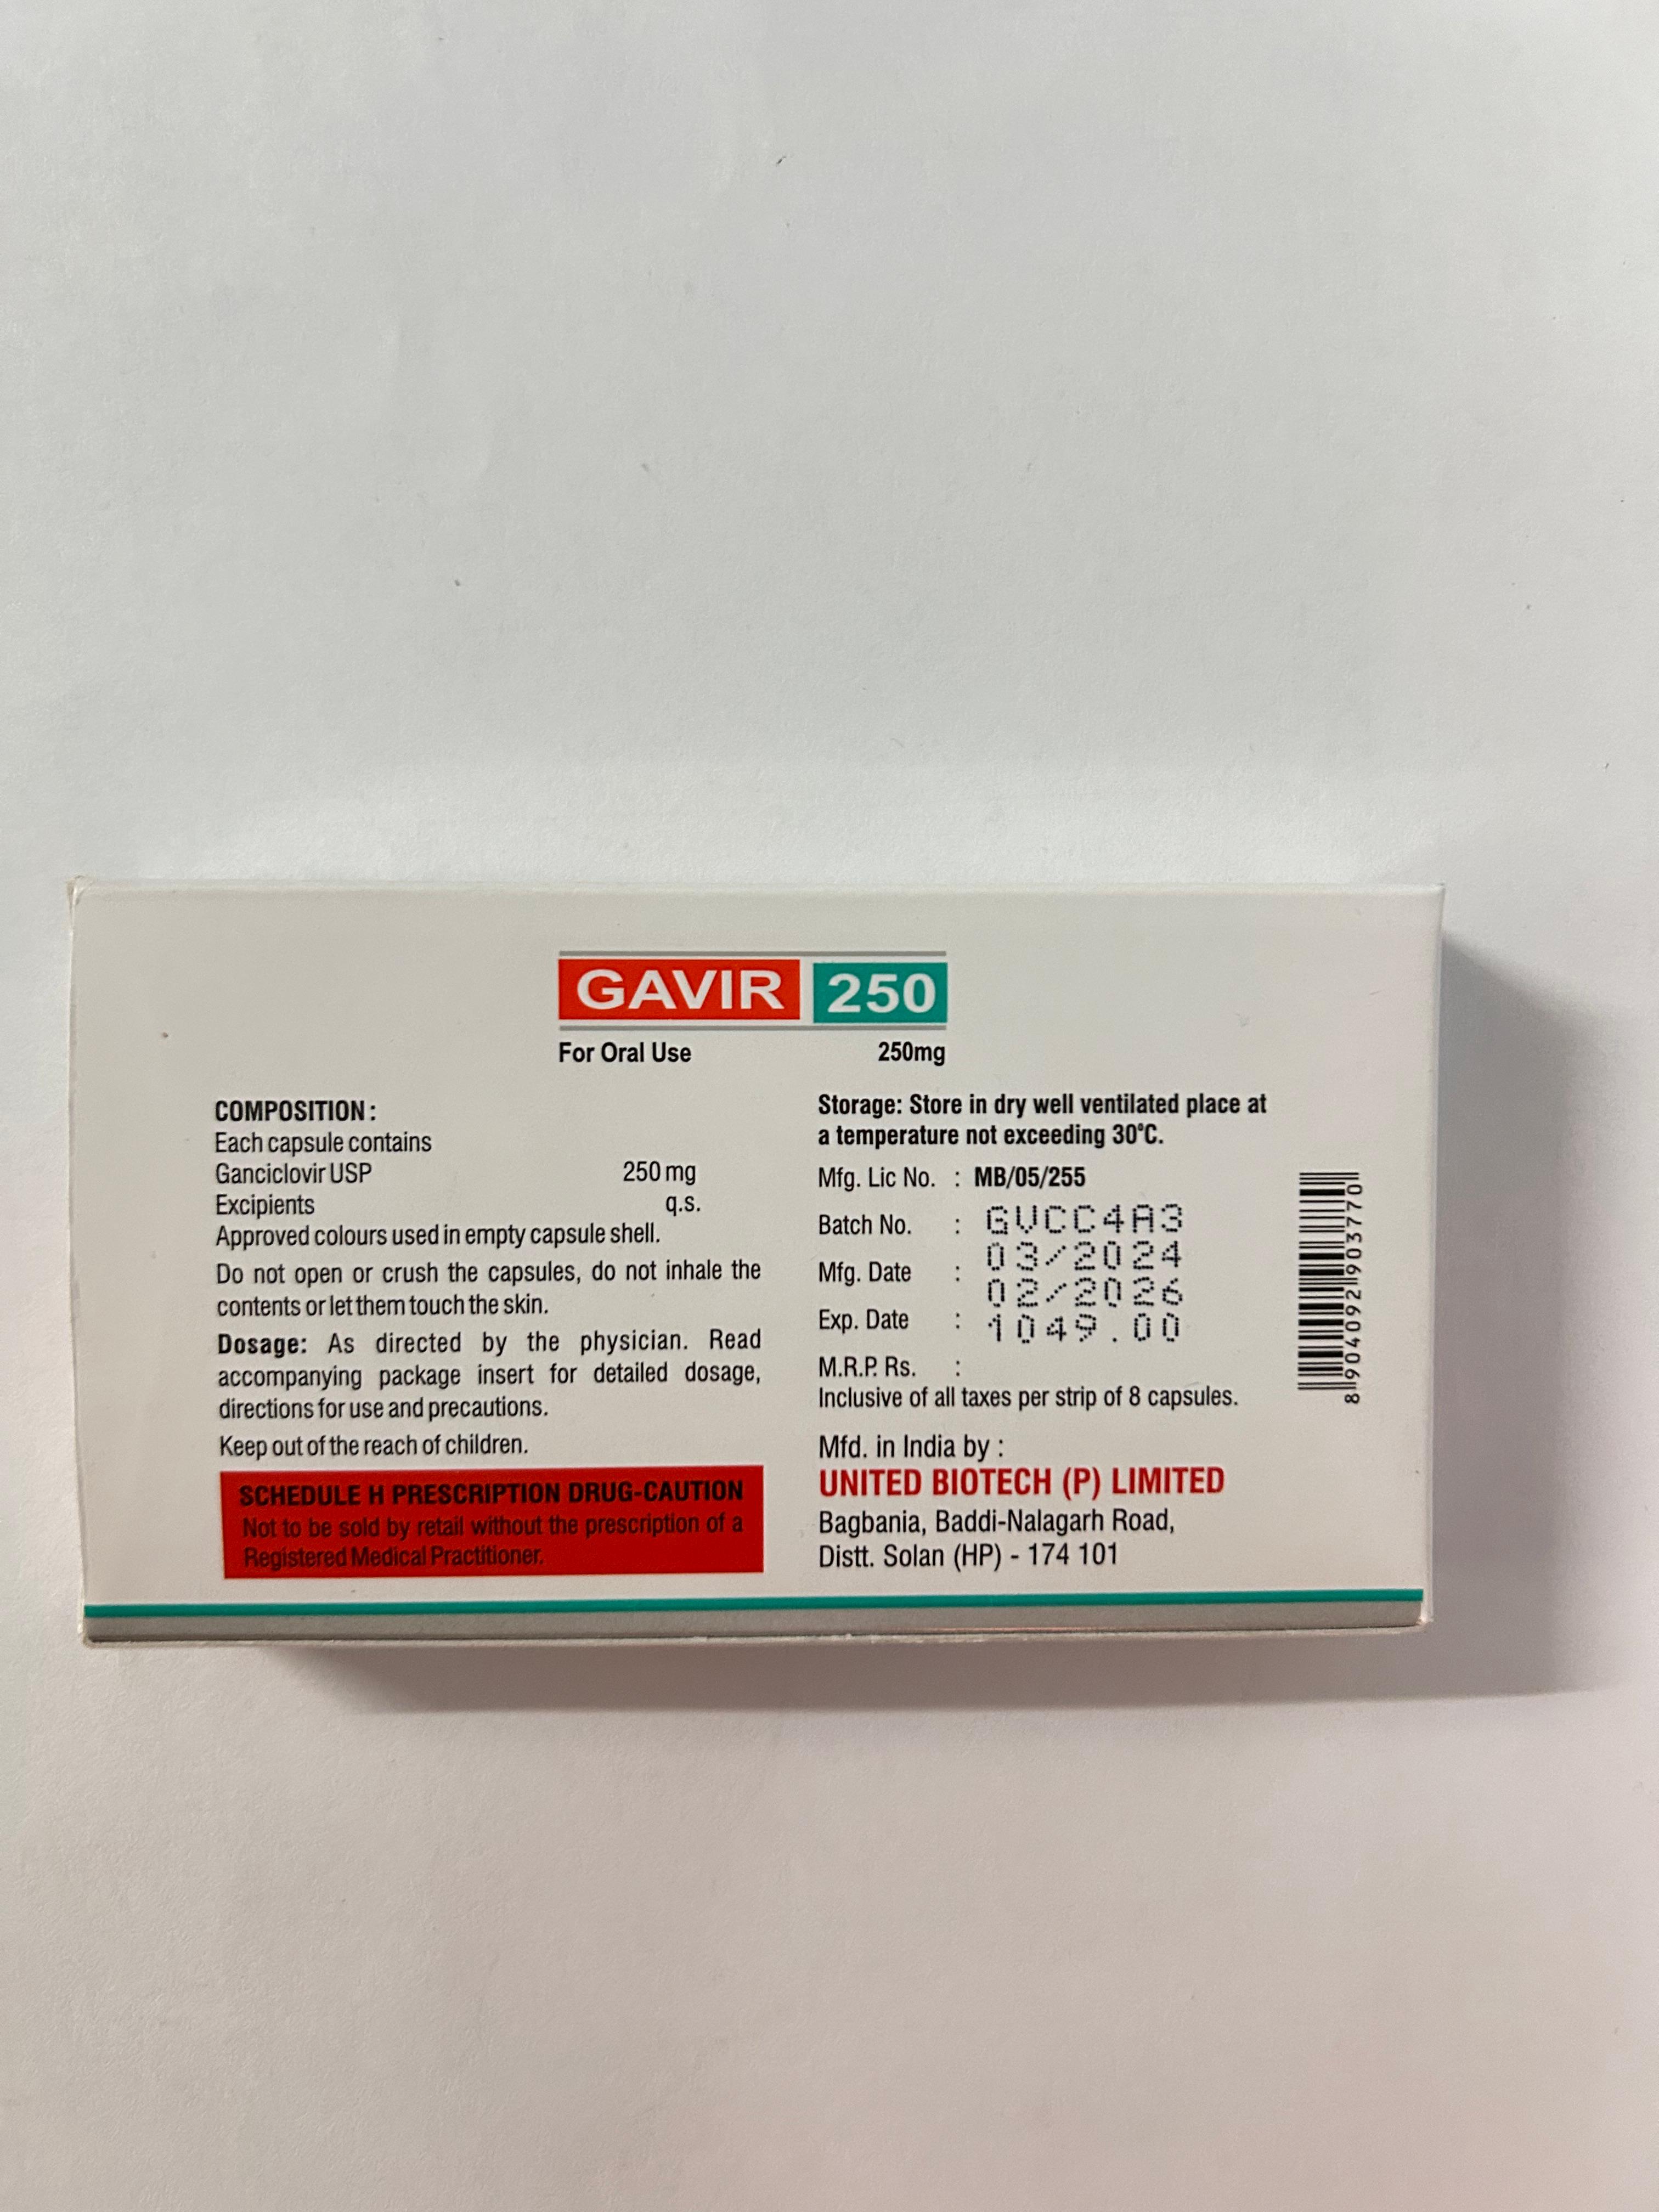 GAVIR 250
For Oral Use 250mg
COMPOSITION :
Each capsule contains
Ganciclovir USP 250 mg
Excipients q.s.
Approved colours used in empty capsule shell.
Do not open or crush the capsules, do not inhale the
contents or let them touch the skin.
Dosage: As directed by the physician. Read
accompanying package insert for detailed dosage,
directions for use and precautions.
Keep out of the reach of children.
SCHEDULE H PRESCRIPTION DRUG-CAUTION
Not to be sold by retail without the prescription of a
Registered Medical Practitioner.
Storage: Store in dry well ventilated place at
a temperature not exceeding 30°C.
Mfg. Lic No. : MB/05/255
Batch No. : GVCC4A3
Mfg. Date : 03/2024
Exp. Date : 02/2026
M.R.P. Rs. : 1049.00
Inclusive of all taxes per strip of 8 capsules.
Mfd. in India by :
UNITED BIOTECH (P) LIMITED
Bagbania, Baddi-Nalagarh Road,
Distt. Solan (HP) - 174 101
8904092903770